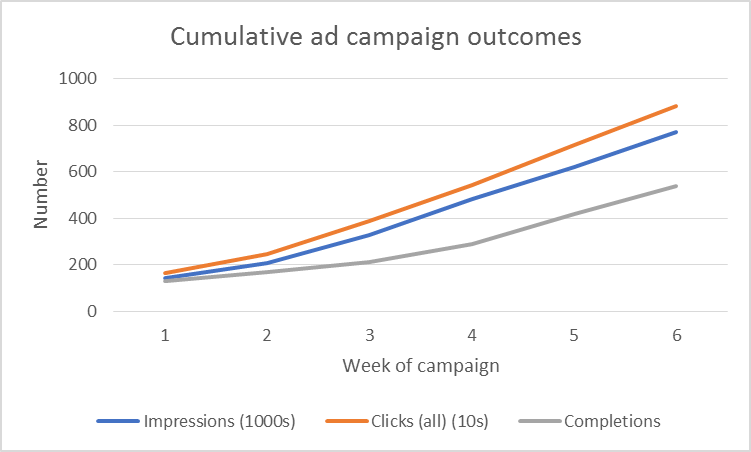 Cumulative ad campaign outcomes
1000
800
600
400
200
0
Number
1 2 3 4 5 6
Week of campaign
Impressions (1000s) Clicks (all) (10s) Completions